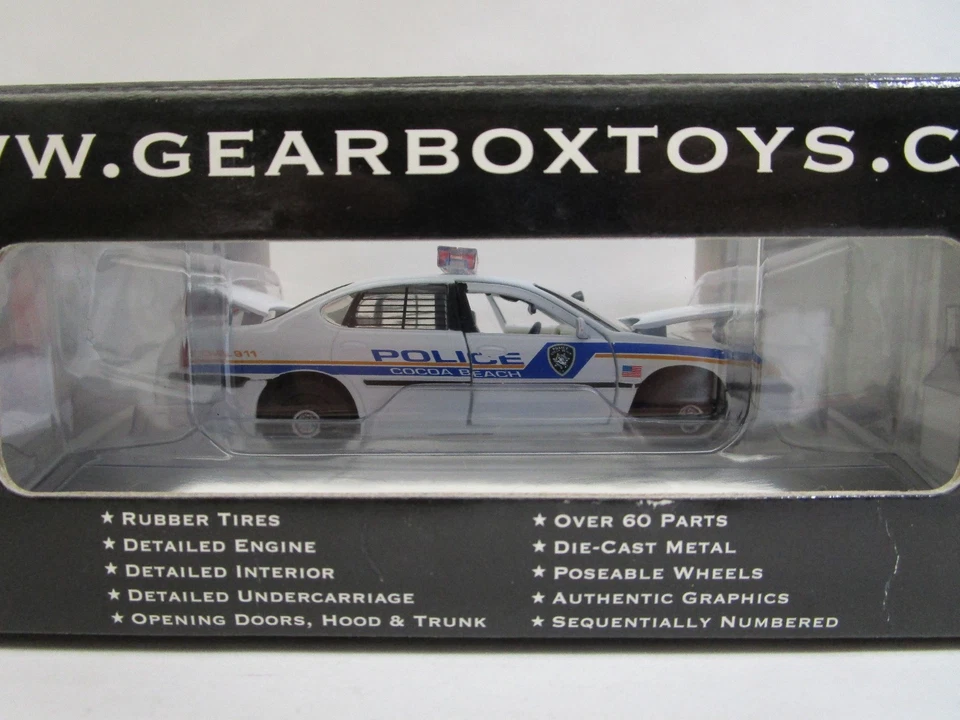 WW.GEARBOXTOYS.C
911
POLICE
COCOA BEACH
★ RUBBER TIRES
★ DETAILED ENGINE
★ DETAILED INTERIOR
★ DETAILED UNDERCARRIAGE
★ OPENING DOORS, HOOD & TRUNK
★ OVER 60 PARTS
★ DIE-CAST METAL
★ POSEABLE WHEELS
★ AUTHENTIC GRAPHICS
★ SEQUENTIALLY NUMBERED